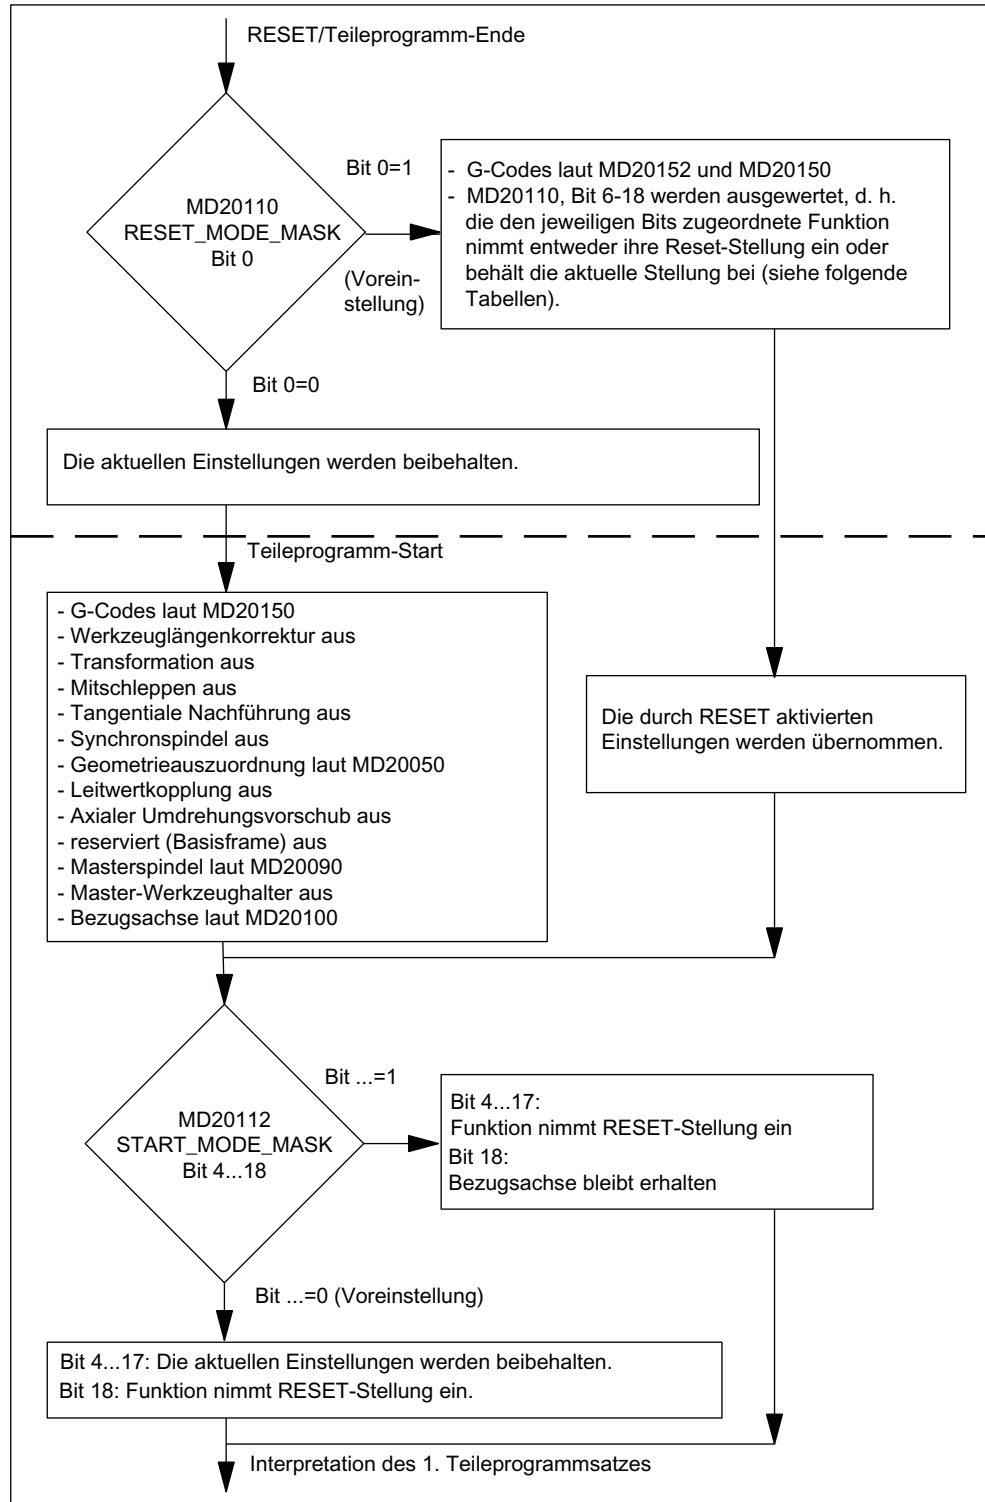 RESET/Teileprogramm-Ende
MD20110
RESET_MODE_MASK
Bit 0
Bit 0=1
(Vorein-
stellung)
- G-Codes laut MD20152 und MD20150
- MD20110, Bit 6-18 werden ausgewertet, d. h.
die den jeweiligen Bits zugeordnete Funktion
nimmt entweder ihre Reset-Stellung ein oder
behält die aktuelle Stellung bei (siehe folgende
Tabellen).
Bit 0=0
Die aktuellen Einstellungen werden beibehalten.
Teileprogramm-Start
- G-Codes laut MD20150
- Werkzeuglängenkorrektur aus
- Transformation aus
- Mitschleppen aus
- Tangentiale Nachführung aus
- Synchronspindel aus
- Geometrieauszuordnung laut MD20050
- Leitwertkopplung aus
- Axialer Umdrehungsvorschub aus
- reserviert (Basisframe) aus
- Masterspindel laut MD20090
- Master-Werkzeughalter aus
- Bezugsachse laut MD20100
Die durch RESET aktivierten
Einstellungen werden übernommen.
MD20112
START_MODE_MASK
Bit 4...18
Bit ...=1
Bit 4...17:
Funktion nimmt RESET-Stellung ein
Bit 18:
Bezugsachse bleibt erhalten
Bit ...=0 (Voreinstellung)
Bit 4...17: Die aktuellen Einstellungen werden beibehalten.
Bit 18: Funktion nimmt RESET-Stellung ein.
Interpretation des 1. Teileprogrammsatzes